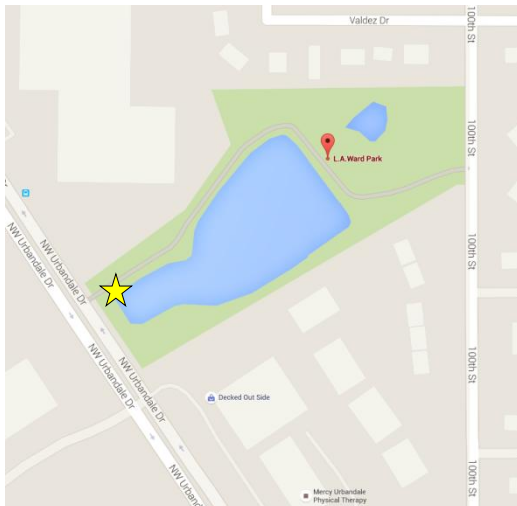 Valdez Dr
100th St
100th St
L.A.Ward Park
NW Urbandale Dr
100th St
NW Urbandale Dr
NW Urbandale Dr
100th St
NW Urbandale Dr
Decked Out Side
NW Urbandale Dr
100th St
Mercy Urbandale
Physical Therapy